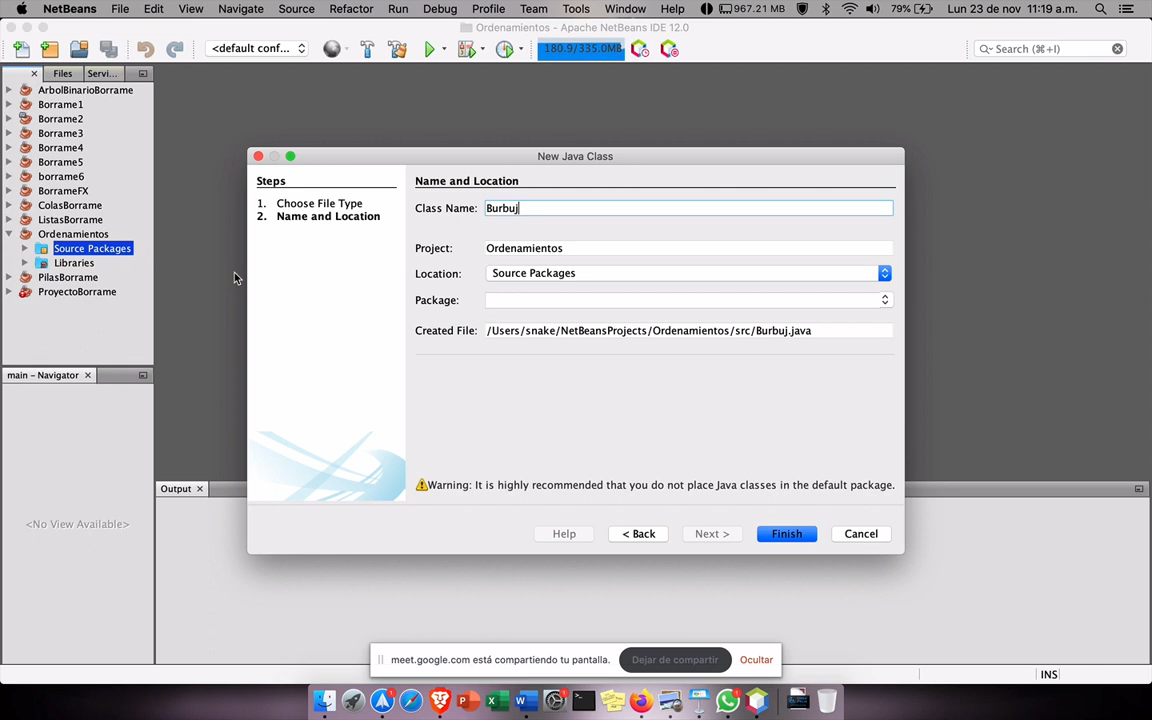 NetBeans File Edit View Navigate Source Refactor Run Debug Profile Team Tools Window Help 967.21 MB 79% Lun 23 de nov 11:19 a.m.
Ordenamientos - Apache NetBeans IDE 12.0
<default conf... 180.9/335.0MB Search (⌘+I)
Files Servi...
ArbolBinarioBorrame
Borrame1
Borrame2
Borrame3
Borrame4
Borrame5
borrame6
BorrameFX
ColasBorrame
ListasBorrame
Ordenamientos
Source Packages
Libraries
PilasBorrame
ProyectoBorrame
main - Navigator
<No View Available>
New Java Class
Steps
1. Choose File Type
2. Name and Location
Name and Location
Class Name: Burbuj
Project: Ordenamientos
Location: Source Packages
Package:
Created File: /Users/snake/NetBeansProjects/Ordenamientos/src/Burbuj.java
Warning: It is highly recommended that you do not place Java classes in the default package.
Help < Back Next > Finish Cancel
Output
meet.google.com está compartiendo tu pantalla. Dejar de compartir Ocultar
INS